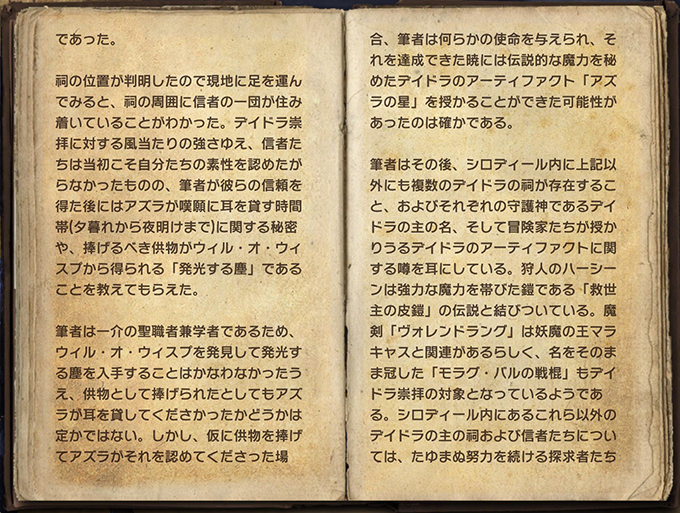 であった。
祠の位置が判明したので現地に足を運ん
でみると、祠の周囲に信者の一団が住み
着いていることがわかった。デイドラ崇
拝に対する風当たりの強さゆえ、信者た
ちは当初こそ自分たちの素性を認めたが
らなかったものの、筆者が彼らの信頼を
得た後にはアズラが嘆願に耳を貸す時間
帯(夕暮れから夜明けまで)に関する秘密
や、捧げるべき供物がウィル・オ・ウィ
スプから得られる「発光する塵」である
ことを教えてもらえた。
筆者は一介の聖職者兼学者であるため、
ウィル・オ・ウィスプを発見して発光す
る塵を入手することはかなわなかったう
え、供物として捧げられたとしてもアズ
ラが耳を貸してくださかったかどうかは
定かではない。しかし、仮に供物を捧げ
てアズラがそれを認めてくださった場
合、筆者は何らかの使命を与えられ、そ
れを達成できた暁には伝説的な魔力を秘
めたデイドラのアーティファクト「アズ
ラの星」を授かることができた可能性が
あったのは確かである。
筆者はその後、シロディール内に上記以
外にも複数のデイドラの祠が存在するこ
と、およびそれぞれの守護神であるデイ
ドラの主の名、そして冒険家たちが授か
りうるデイドラのアーティファクトに関
する噂を耳にしている。狩人のハーシー
ンは強力な魔力を帯びた鎧である「救世
主の皮鎧」の伝説と結びついている。魔
剣「ヴォレンドラング」は妖魔の王マラ
キャスと関連があるらしく、名をそのま
ま冠した「モラグ・バルの戦棍」もデイ
ドラ崇拝の対象となっているようであ
る。シロディール内にあるこれら以外の
デイドラの主の祠および信者たちについ
ては、たゆまぬ努力を続ける探求者たち